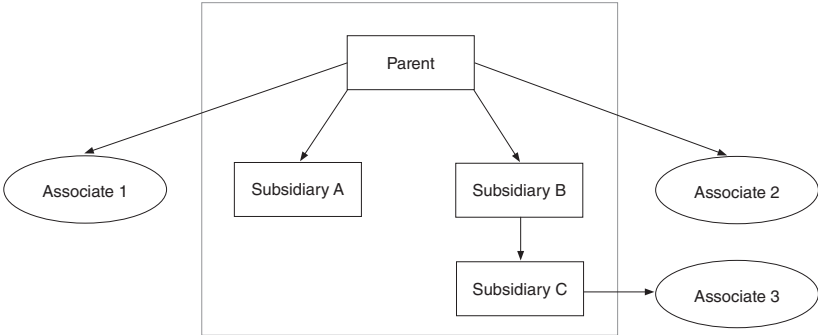 Parent
Associate 1
Subsidiary A
Subsidiary B
Associate 2
Subsidiary C
Associate 3